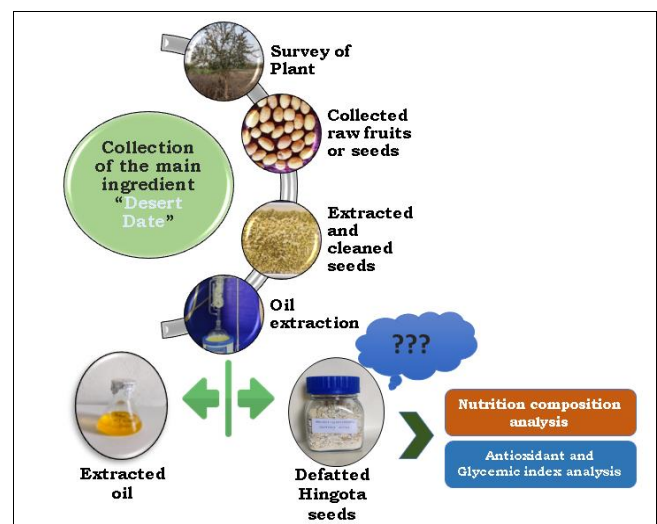 Survey of
Plant
Collected
raw fruits
or seeds
Collection
of the main
ingredient
“Desert
Date”
Extracted
and
cleaned
seeds
Oil
extraction
???
Extracted
oil
Defatted
Hingota
seeds
Nutrition composition
analysis
Antioxidant and
Glycemic index analysis